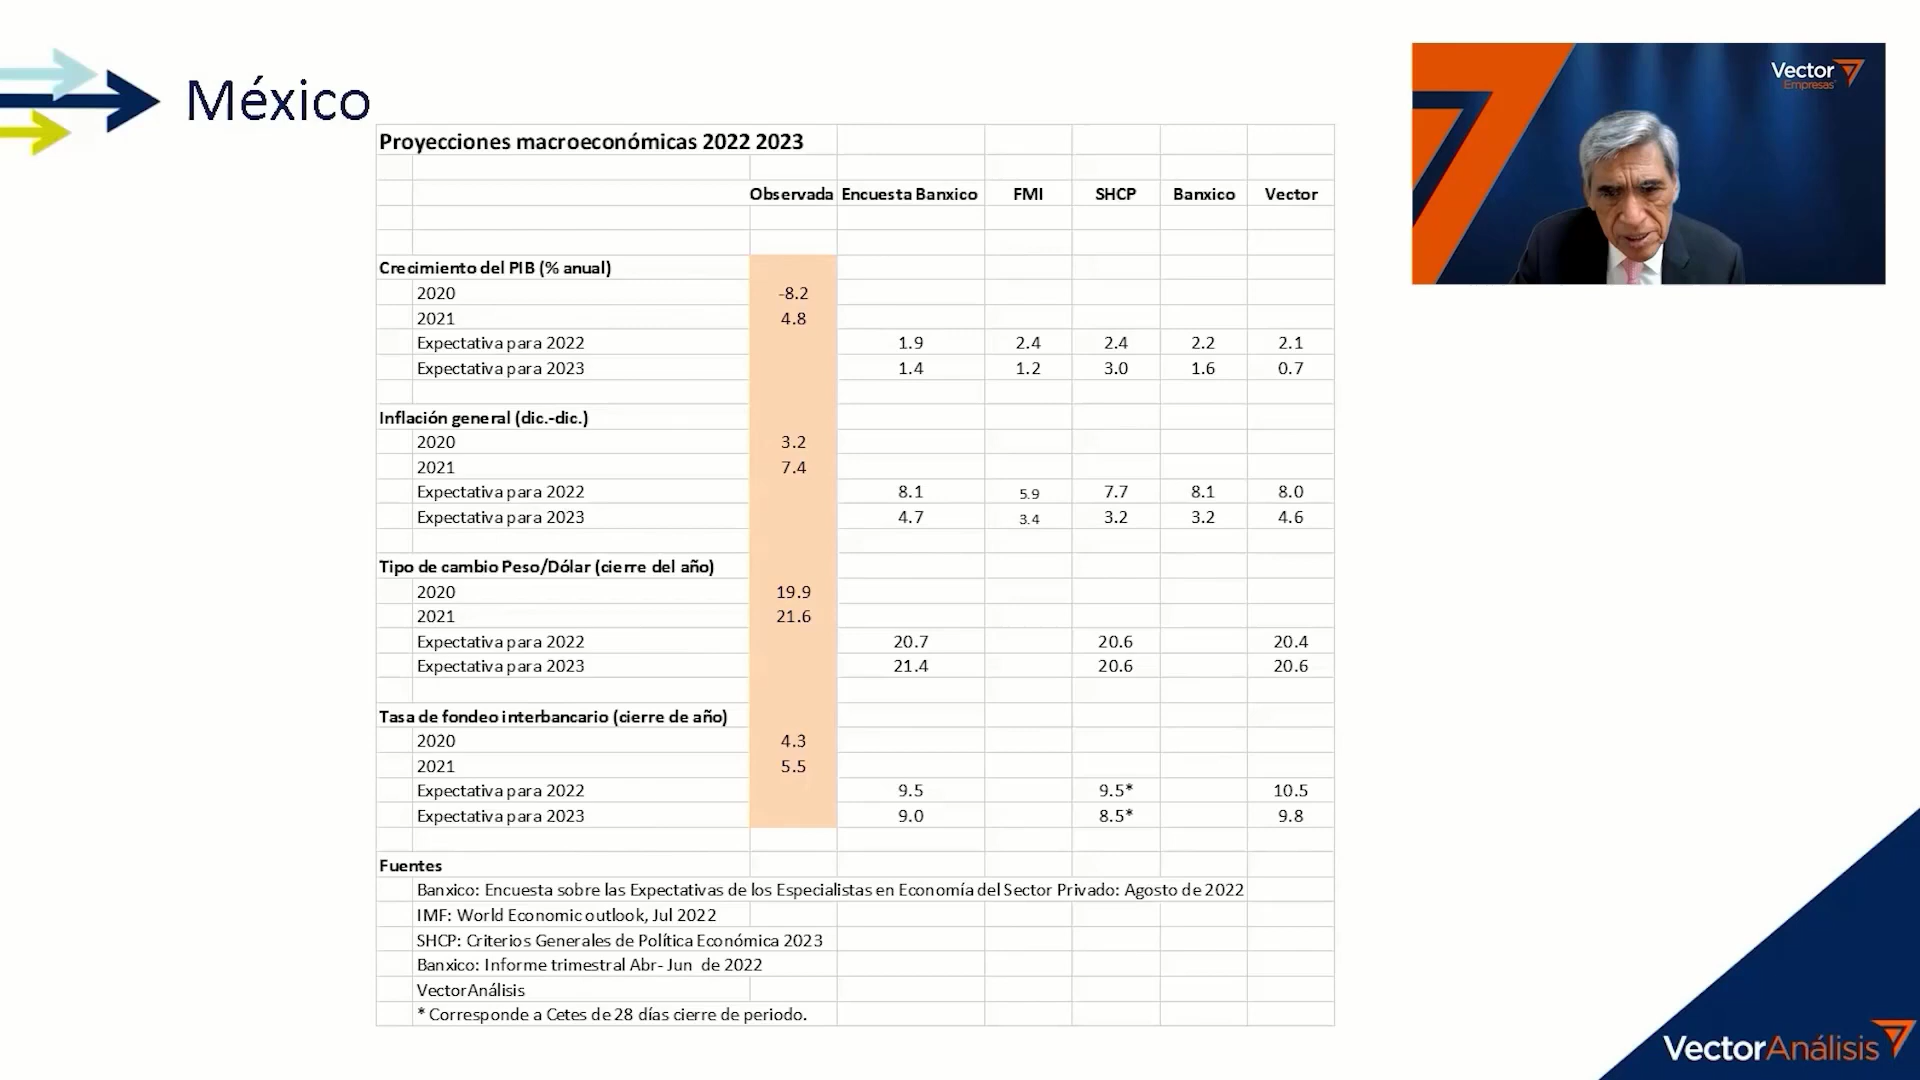 México
Proyecciones macroeconómicas 2022 2023
Observada Encuesta Banxico FMI SHCP Banxico Vector
Crecimiento del PIB (% anual)
2020 -8.2
2021 4.8
Expectativa para 2022 1.9 2.4 2.4 2.2 2.1
Expectativa para 2023 1.4 1.2 3.0 1.6 0.7
Inflación general (dic.-dic.)
2020 3.2
2021 7.4
Expectativa para 2022 8.1 5.9 7.7 8.1 8.0
Expectativa para 2023 4.7 3.4 3.2 3.2 4.6
Tipo de cambio Peso/Dólar (cierre del año)
2020 19.9
2021 21.6
Expectativa para 2022 20.7 20.6 20.4
Expectativa para 2023 21.4 20.6 20.6
Tasa de fondeo interbancario (cierre de año)
2020 4.3
2021 5.5
Expectativa para 2022 9.5 9.5* 10.5
Expectativa para 2023 9.0 8.5* 9.8
Fuentes
Banxico: Encuesta sobre las Expectativas de los Especialistas en Economía del Sector Privado: Agosto de 2022
IMF: World Economic outlook, Jul 2022
SHCP: Criterios Generales de Política Económica 2023
Banxico: Informe trimestral Abr- Jun de 2022
VectorAnálisis
* Corresponde a Cetes de 28 días cierre de periodo.
Vector
Empresas
VectorAnálisis